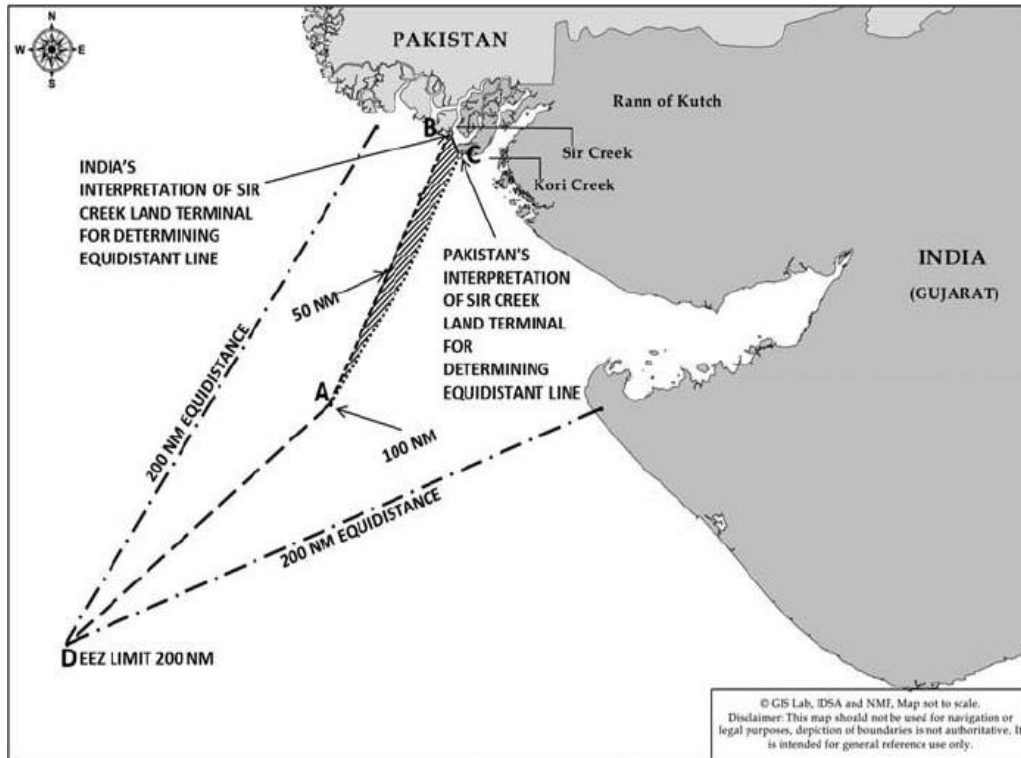 N
W E
S
PAKISTAN
Rann of Kutch
B
C
Sir Creek
Kori Creek
INDIA'S
INTERPRETATION OF SIR
CREEK LAND TERMINAL
FOR DETERMINING
EQUIDISTANT LINE
INDIA
(GUJARAT)
PAKISTAN'S
INTERPRETATION
OF SIR CREEK
LAND TERMINAL
FOR
DETERMINING
EQUIDISTANT LINE
50 NM
200 NM EQUIDISTANCE
A
100 NM
200 NM EQUIDISTANCE
D EEZ LIMIT 200 NM
© GIS Lab, IDSA and NMF, Map not to scale.
Disclaimer: This map should not be used for navigation or
legal purposes, depiction of boundaries is not authoritative. It
is intended for general reference use only.